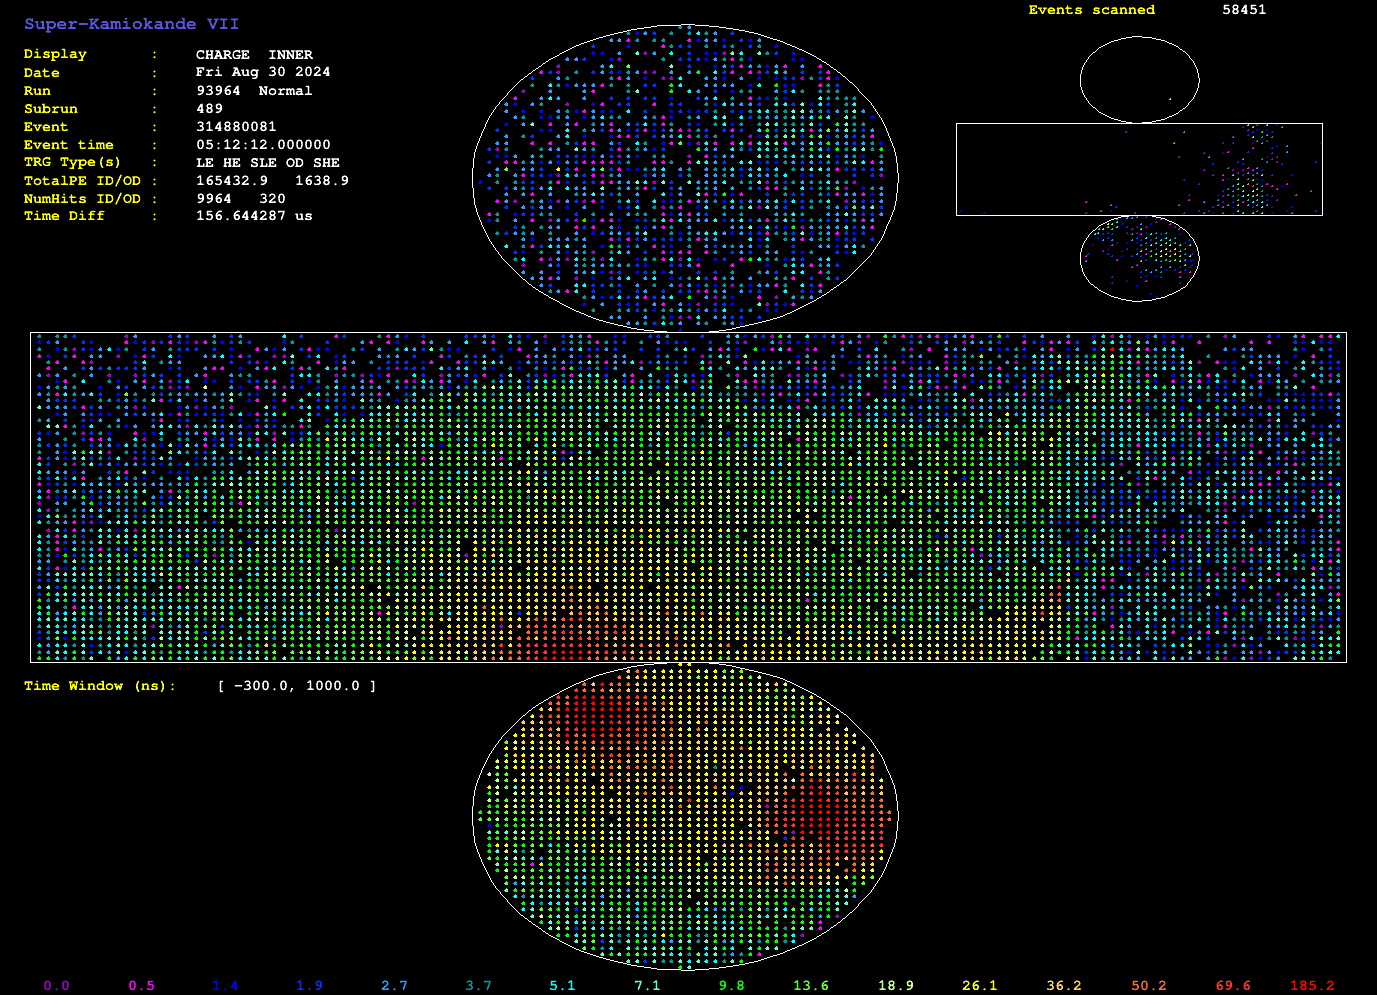 Super-Kamiokande VII
Display : CHARGE INNER
Date : Fri Aug 30 2024
Run : 93964 Normal
Subrun : 489
Event : 314880081
Event time : 05:12:12.000000
TRG Type(s) : LE HE SLE OD SHE
TotalPE ID/OD : 165432.9 1638.9
NumHits ID/OD : 9964 320
Time Diff : 156.644287 us
Events scanned 58451
Time Window (ns): [ -300.0, 1000.0 ]
0.0 0.5 1.4 1.9 2.7 3.7 5.1 7.1 9.8 13.6 18.9 26.1 36.2 50.2 69.6 185.2